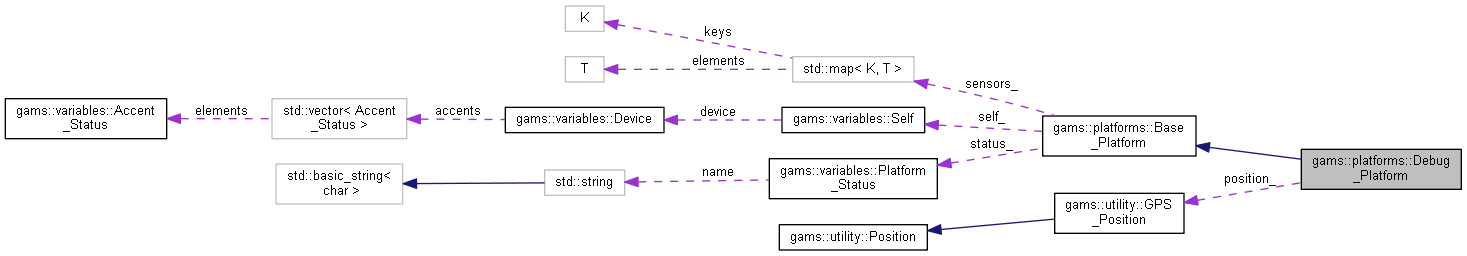 K
keys
T
elements
std::map< K, T >
sensors_
gams::variables::Accent
_Status
elements
std::vector< Accent
_Status >
accents
gams::variables::Device
device
gams::variables::Self
self_
gams::platforms::Base
_Platform
status_
gams::platforms::Debug
_Platform
std::basic_string<
char >
std::string
name
gams::variables::Platform
_Status
position_
gams::utility::GPS
_Position
gams::utility::Position